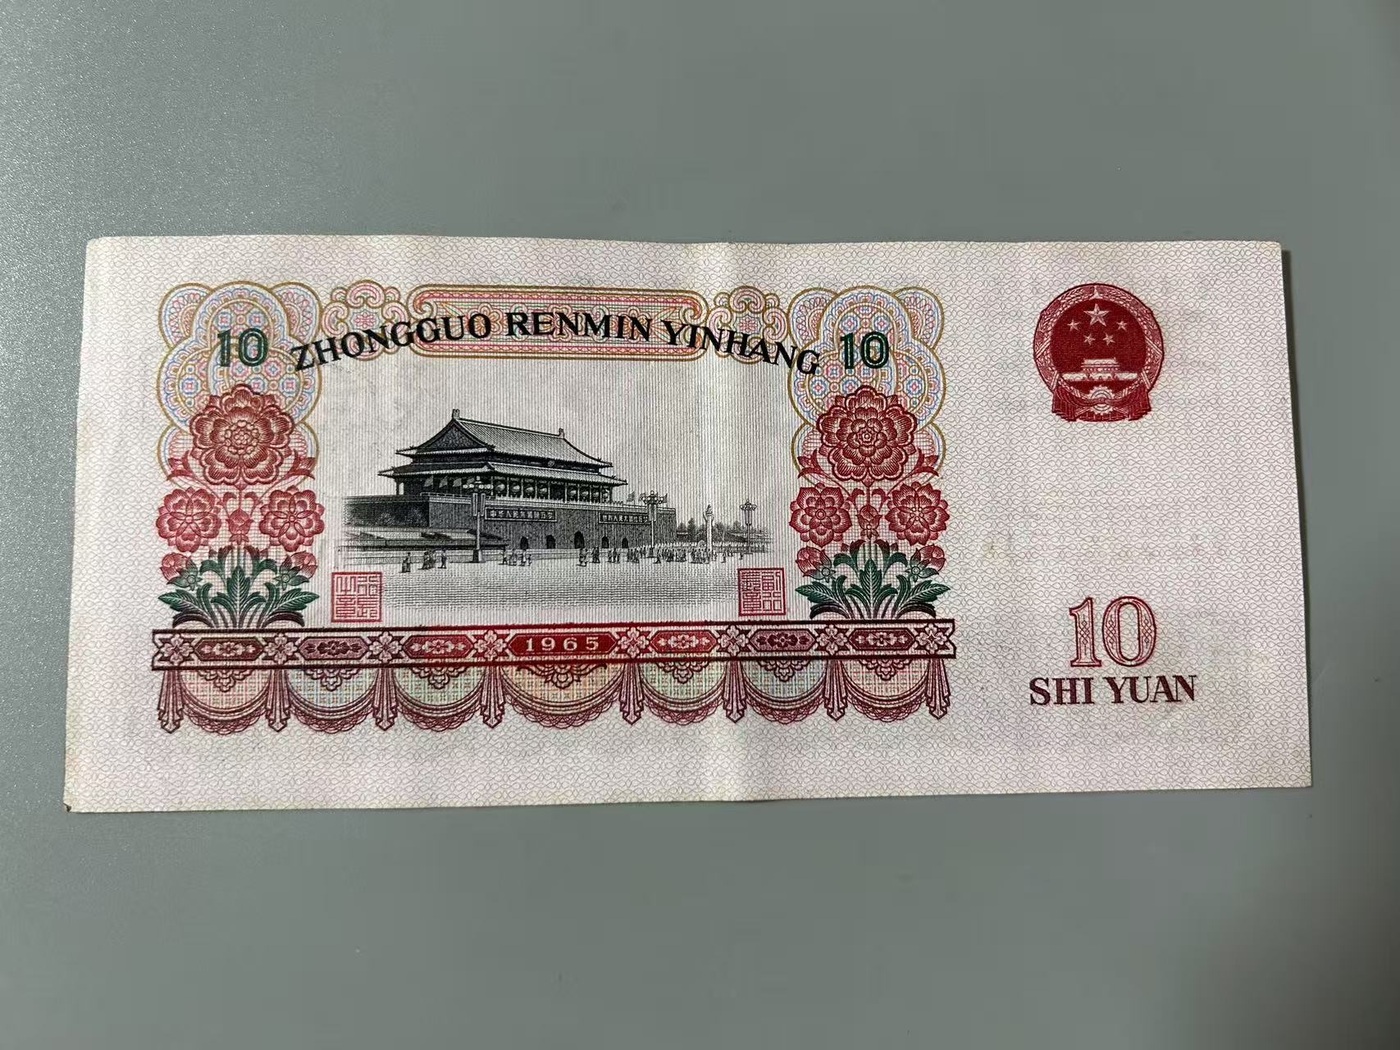 10 ZHONGGUO RENMIN YINHANG 10
1965
10
SHI YUAN